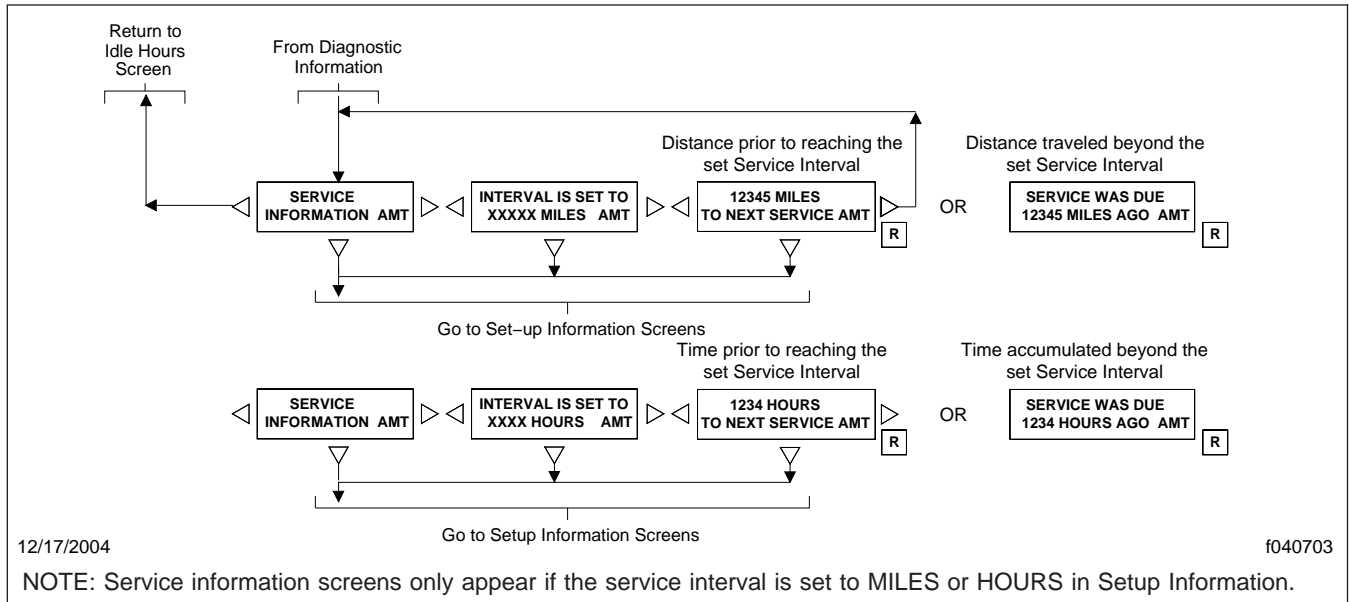 Return to
Idle Hours
Screen
From Diagnostic
Information
Distance prior to reaching the
set Service Interval
Distance traveled beyond the
set Service Interval
SERVICE
INFORMATION AMT
INTERVAL IS SET TO
XXXXX MILES AMT
12345 MILES
TO NEXT SERVICE AMT
R
OR
SERVICE WAS DUE
12345 MILES AGO AMT
R
Go to Set−up Information Screens
Time prior to reaching the
set Service Interval
Time accumulated beyond the
set Service Interval
SERVICE
INFORMATION AMT
INTERVAL IS SET TO
XXXX HOURS AMT
1234 HOURS
TO NEXT SERVICE AMT
R
OR
SERVICE WAS DUE
1234 HOURS AGO AMT
R
Go to Setup Information Screens
12/17/2004
f040703
NOTE: Service information screens only appear if the service interval is set to MILES or HOURS in Setup Information.